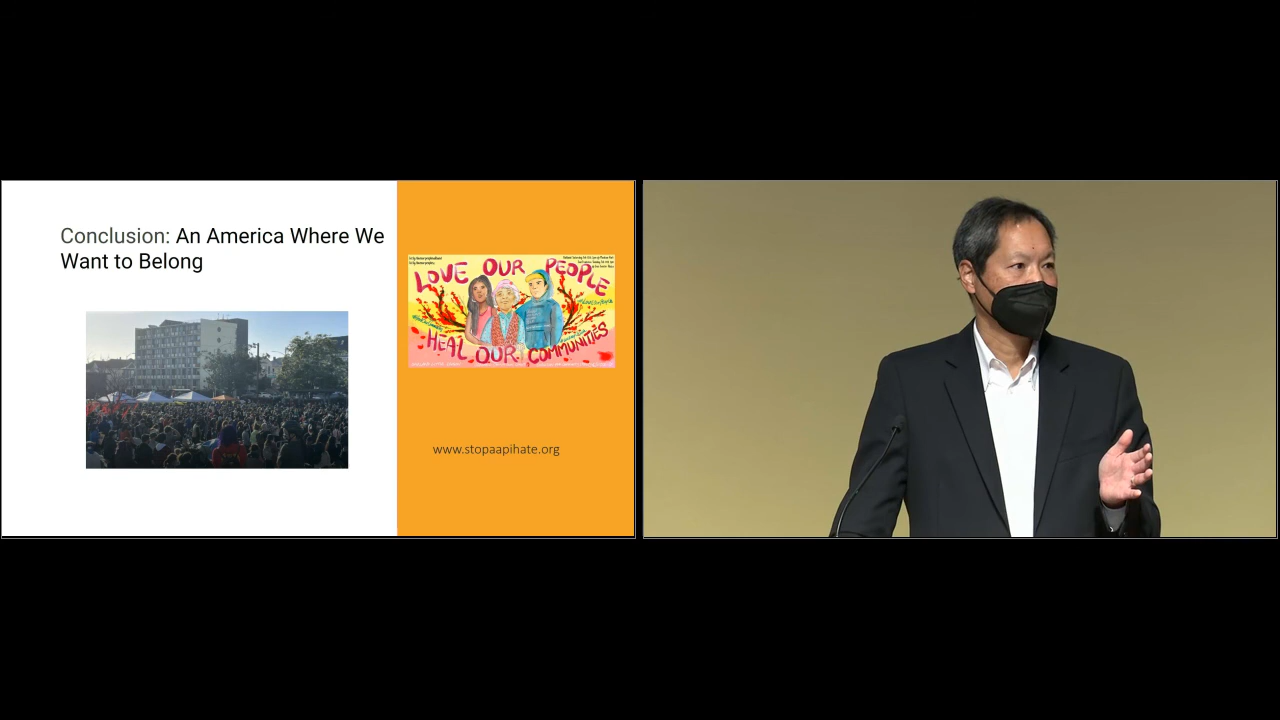 Conclusion: An America Where We
Want to Belong
LOVE OUR PEOPLE
HEAL OUR COMMUNITIES
www.stopaapihate.org